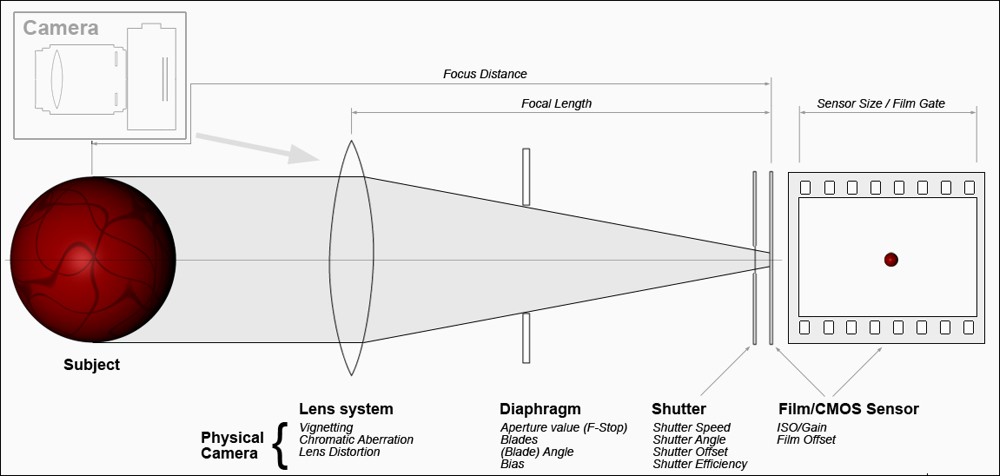 Camera
Focus Distance
Focal Length
Sensor Size / Film Gate
Subject
Physical
Camera
Lens system
Vignetting
Chromatic Aberration
Lens Distortion
Diaphragm
Aperture value (F-Stop)
Blades
(Blade) Angle
Bias
Shutter
Shutter Speed
Shutter Angle
Shutter Offset
Shutter Efficiency
Film/CMOS Sensor
ISO/Gain
Film Offset